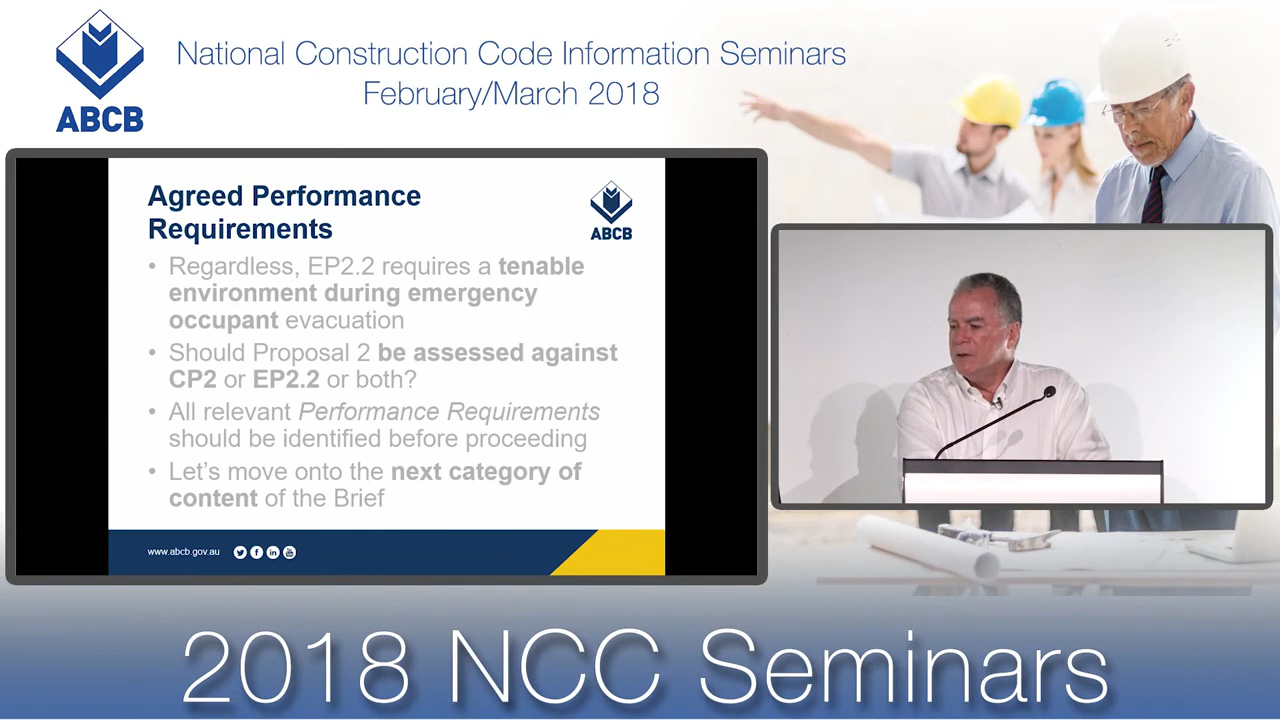 ABCB
National Construction Code Information Seminars
February/March 2018
Agreed Performance
Requirements
ABCB
• Regardless, EP2.2 requires a tenable
environment during emergency
occupant evacuation
• Should Proposal 2 be assessed against
CP2 or EP2.2 or both?
• All relevant Performance Requirements
should be identified before proceeding
• Let's move onto the next category of
content of the Brief
www.abcb.gov.au
2018 NCC Seminars